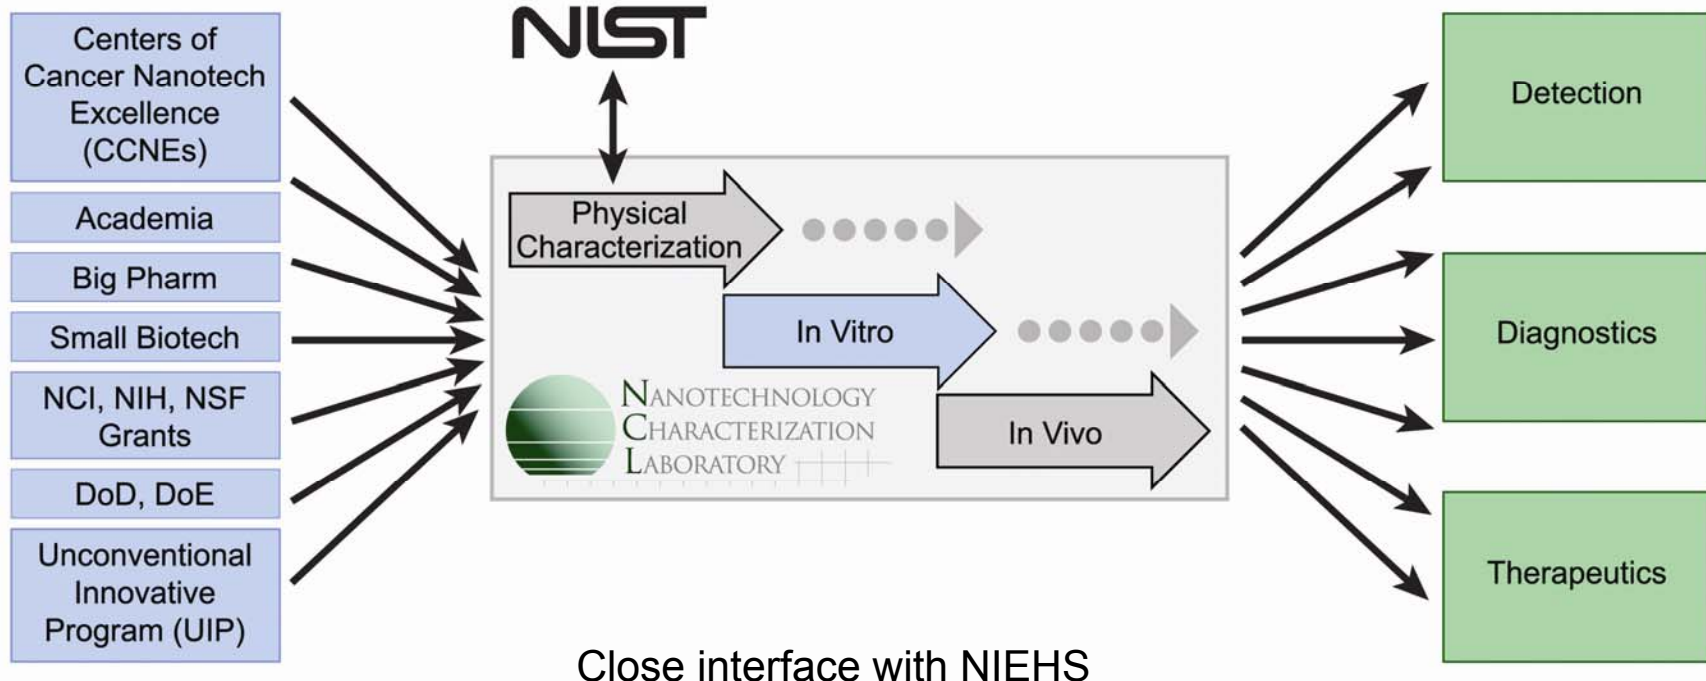 Centers of
Cancer Nanotech
Excellence
(CCNEs)
Academia
Big Pharm
Small Biotech
NCI, NIH, NSF
Grants
DoD, DoE
Unconventional
Innovative
Program (UIP)
NIST
Physical
Characterization
In Vitro
In Vivo
NANOTECHNOLOGY
CHARACTERIZATION
LABORATORY
Detection
Diagnostics
Therapeutics
Close interface with NIEHS